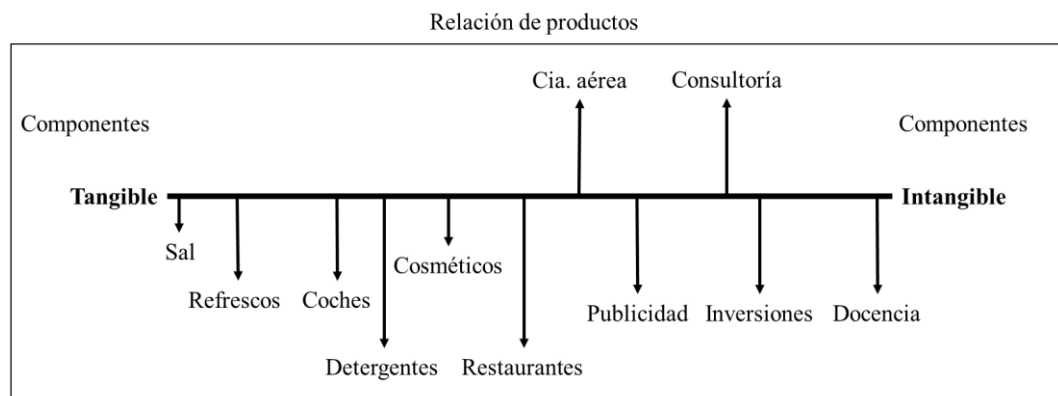 Relación de productos
Cia. aérea
Consultoría
Componentes
Componentes
Tangible
Intangible
Sal
Cosméticos
Refrescos
Coches
Publicidad
Inversiones
Docencia
Detergentes
Restaurantes